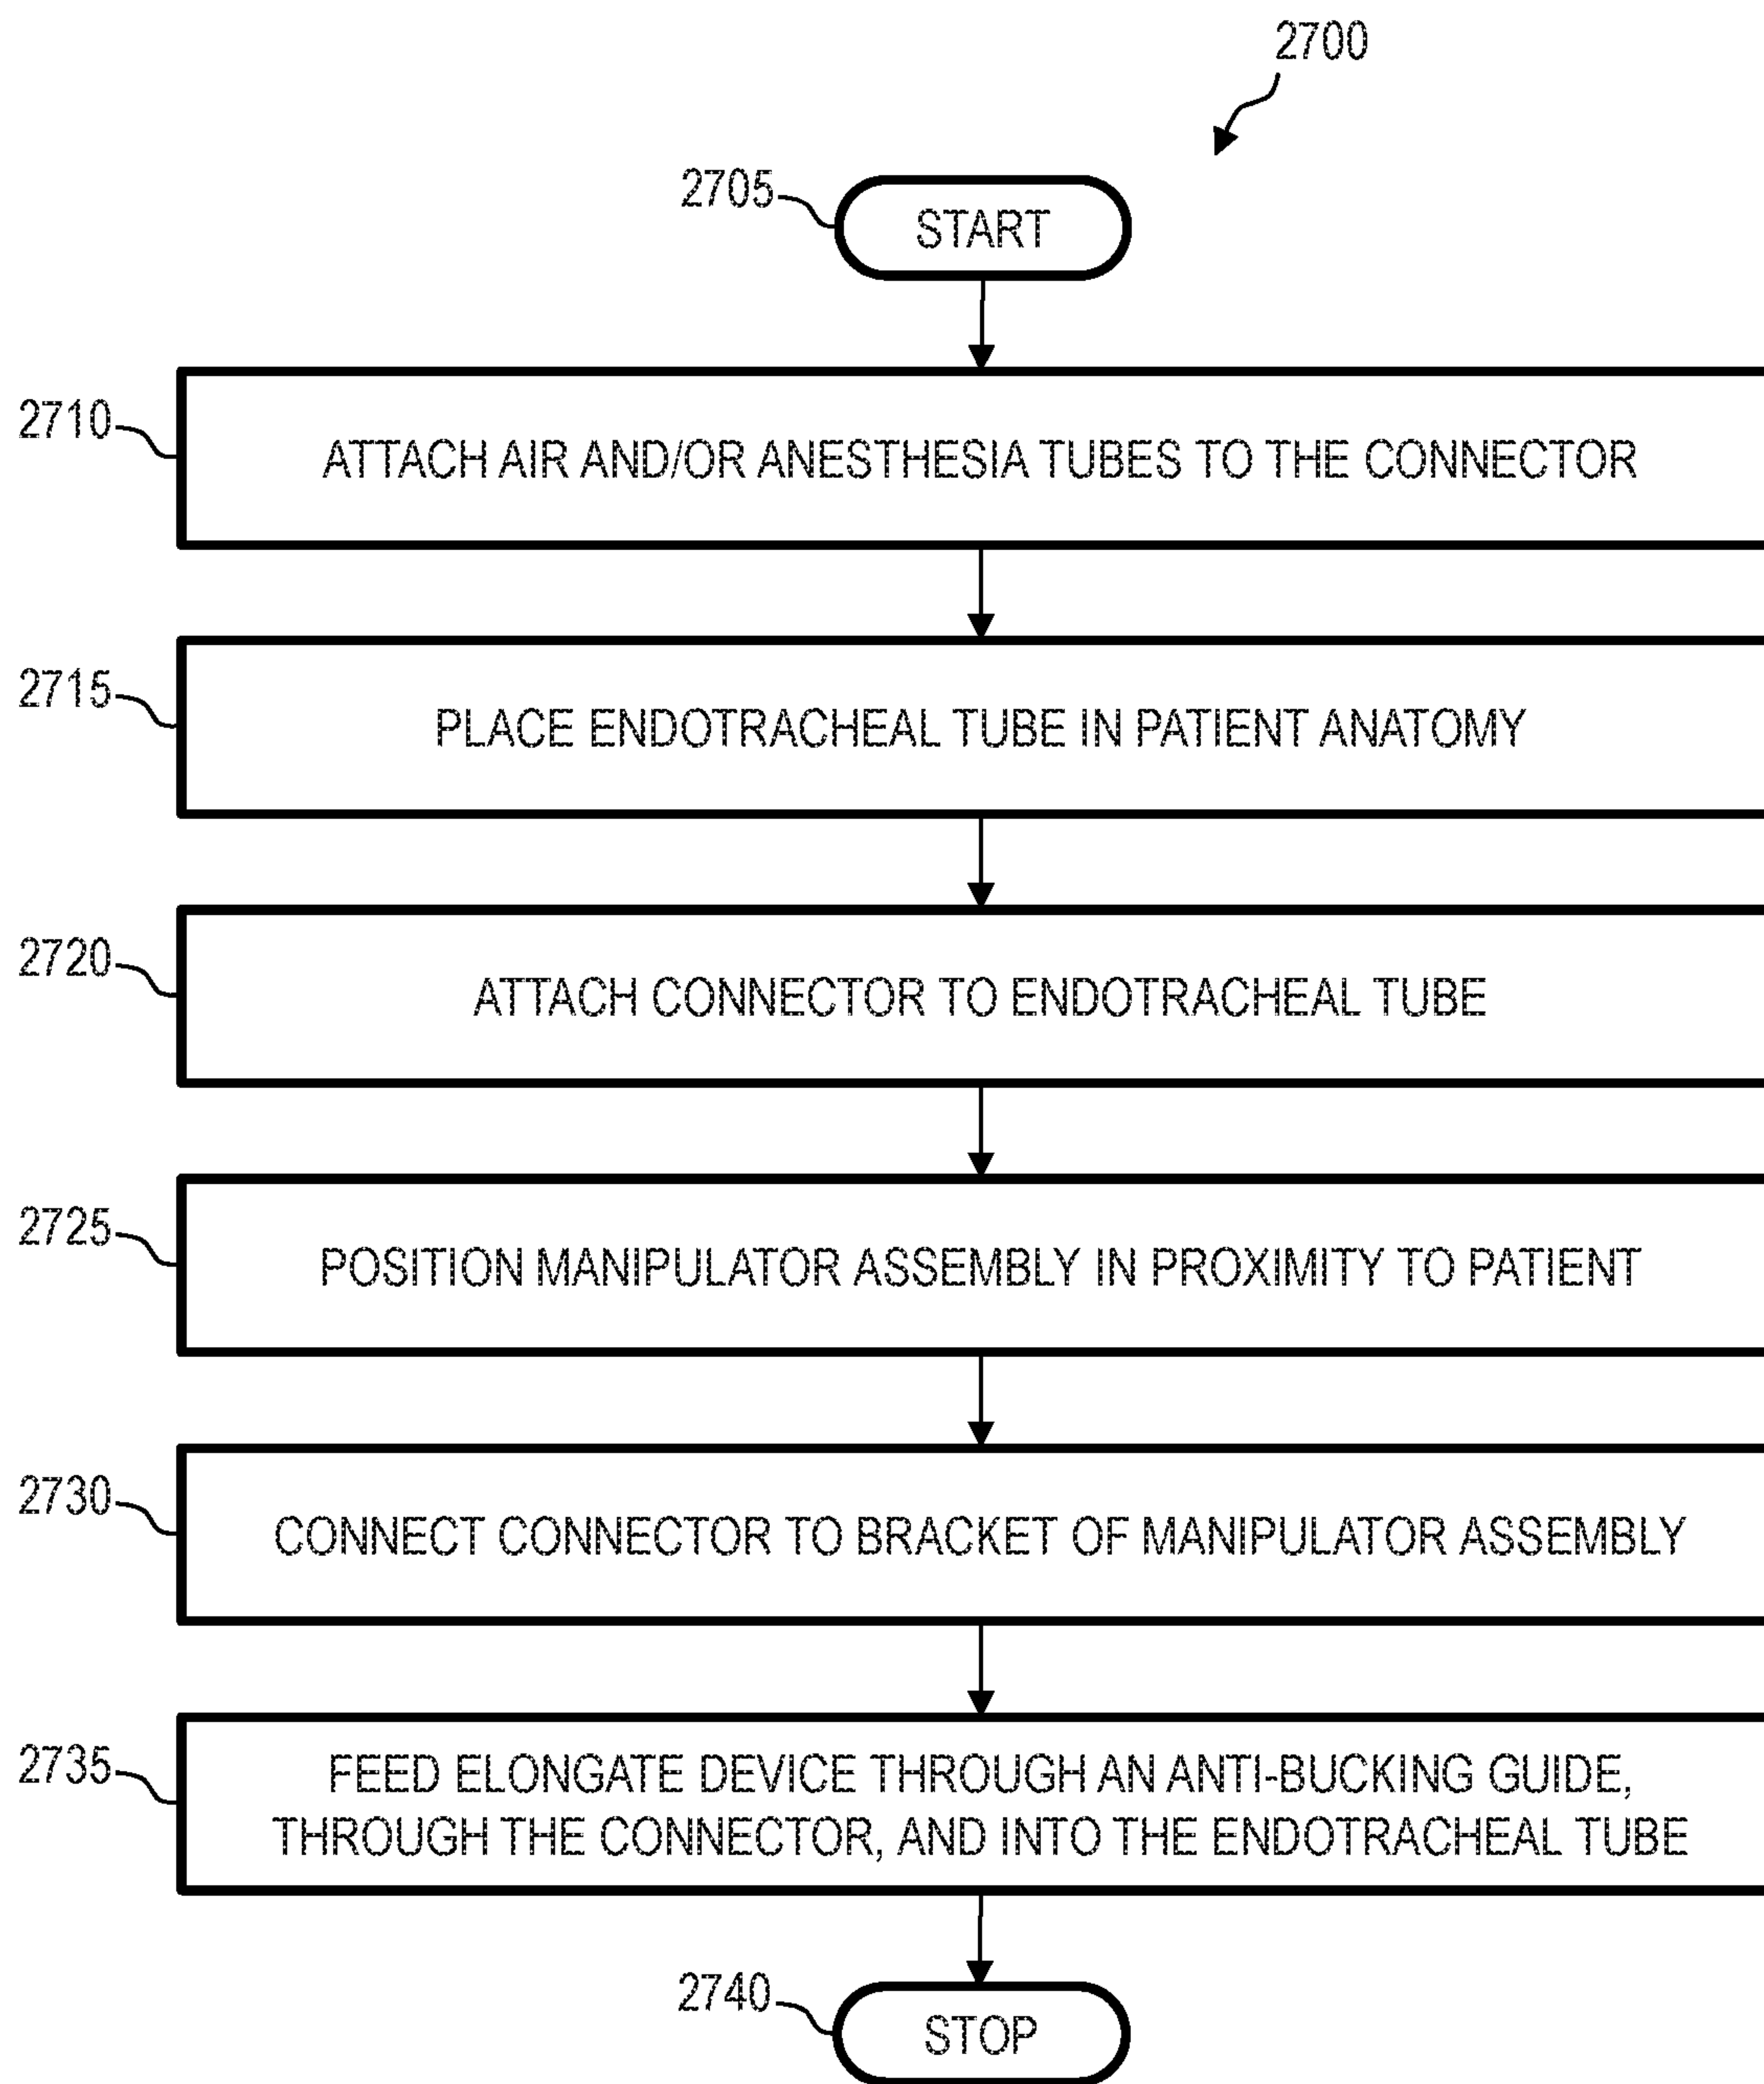 2700
2705
START
2710
ATTACH AIR AND/OR ANESTHESIA TUBES TO THE CONNECTOR
2715
PLACE ENDOTRACHEAL TUBE IN PATIENT ANATOMY
2720
ATTACH CONNECTOR TO ENDOTRACHEAL TUBE
2725
POSITION MANIPULATOR ASSEMBLY IN PROXIMITY TO PATIENT
2730
CONNECT CONNECTOR TO BRACKET OF MANIPULATOR ASSEMBLY
2735
FEED ELONGATE DEVICE THROUGH AN ANTI-BUCKING GUIDE,
THROUGH THE CONNECTOR, AND INTO THE ENDOTRACHEAL TUBE
2740
STOP